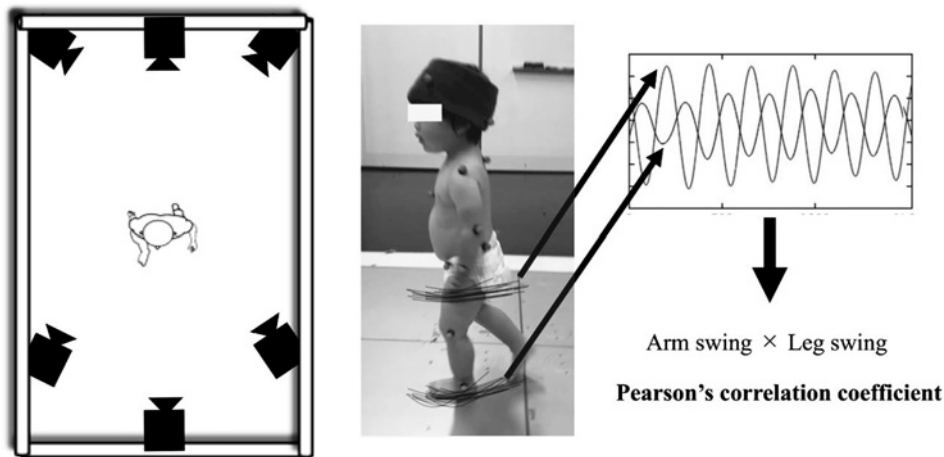 Arm swing × Leg swing
Pearson's correlation coefficient